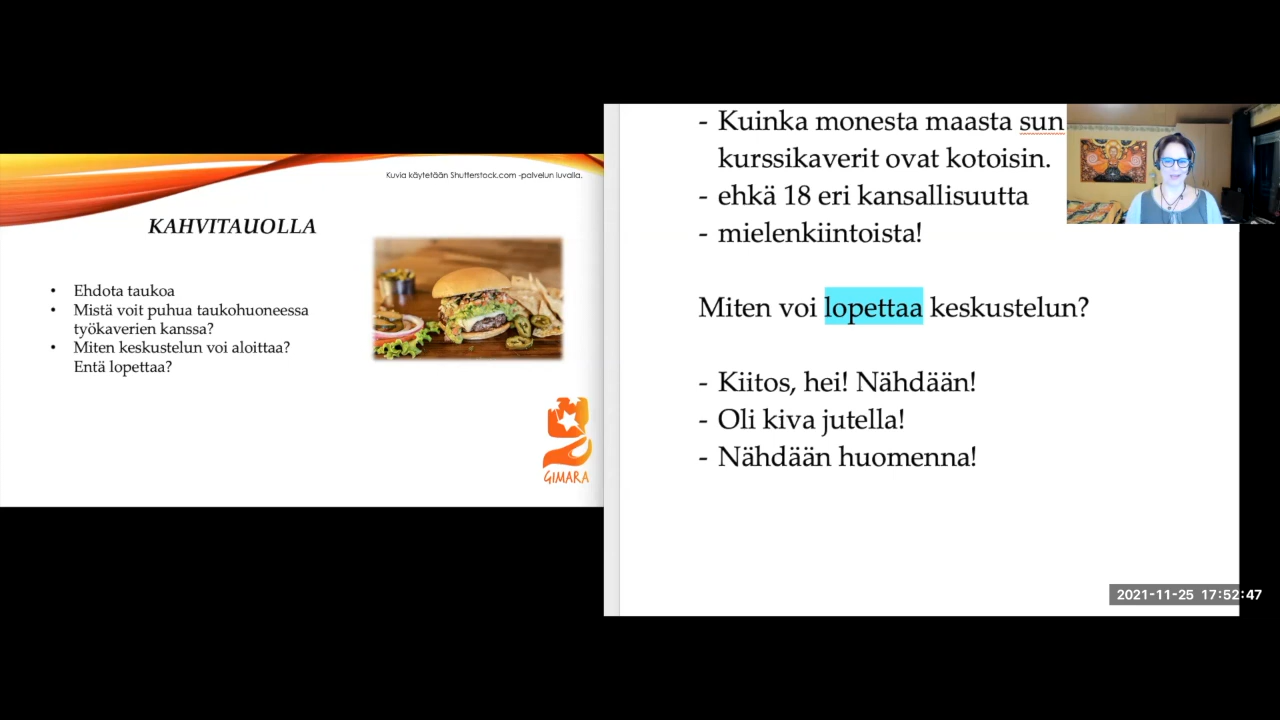 Kuvia käytetään Shutterstock.com -palvelun luvalla.
KAHVITAUOLLA
• Ehdota taukoa
• Mistä voit puhua taukohuoneessa
työkaverien kanssa?
• Miten keskustelun voi aloittaa?
Entä lopettaa?
GIMARA
- Kuinka monesta maasta sun
kurssikaverit ovat kotoisin.
- ehkä 18 eri kansallisuutta
- mielenkiintoista!
Miten voi lopettaa keskustelun?
- Kiitos, hei! Nähdään!
- Oli kiva jutella!
- Nähdään huomenna!
2021-11-25 17:52:47